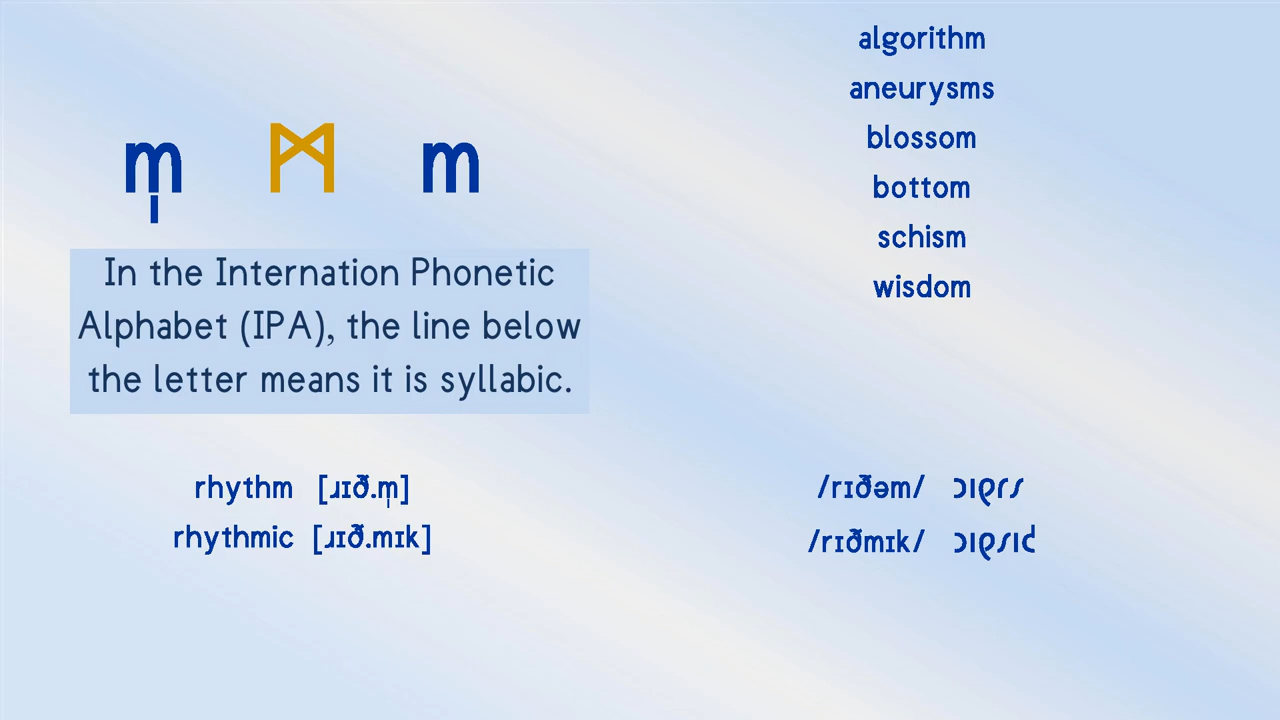 m̩ ᛗ m
In the Internation Phonetic
Alphabet (IPA), the line below
the letter means it is syllabic.
rhythm [ɹɪð.m̩]
rhythmic [ɹɪð.mɪk]
algorithm
aneurysms
blossom
bottom
schism
wisdom
/rɪðəm/
/rɪðmɪk/